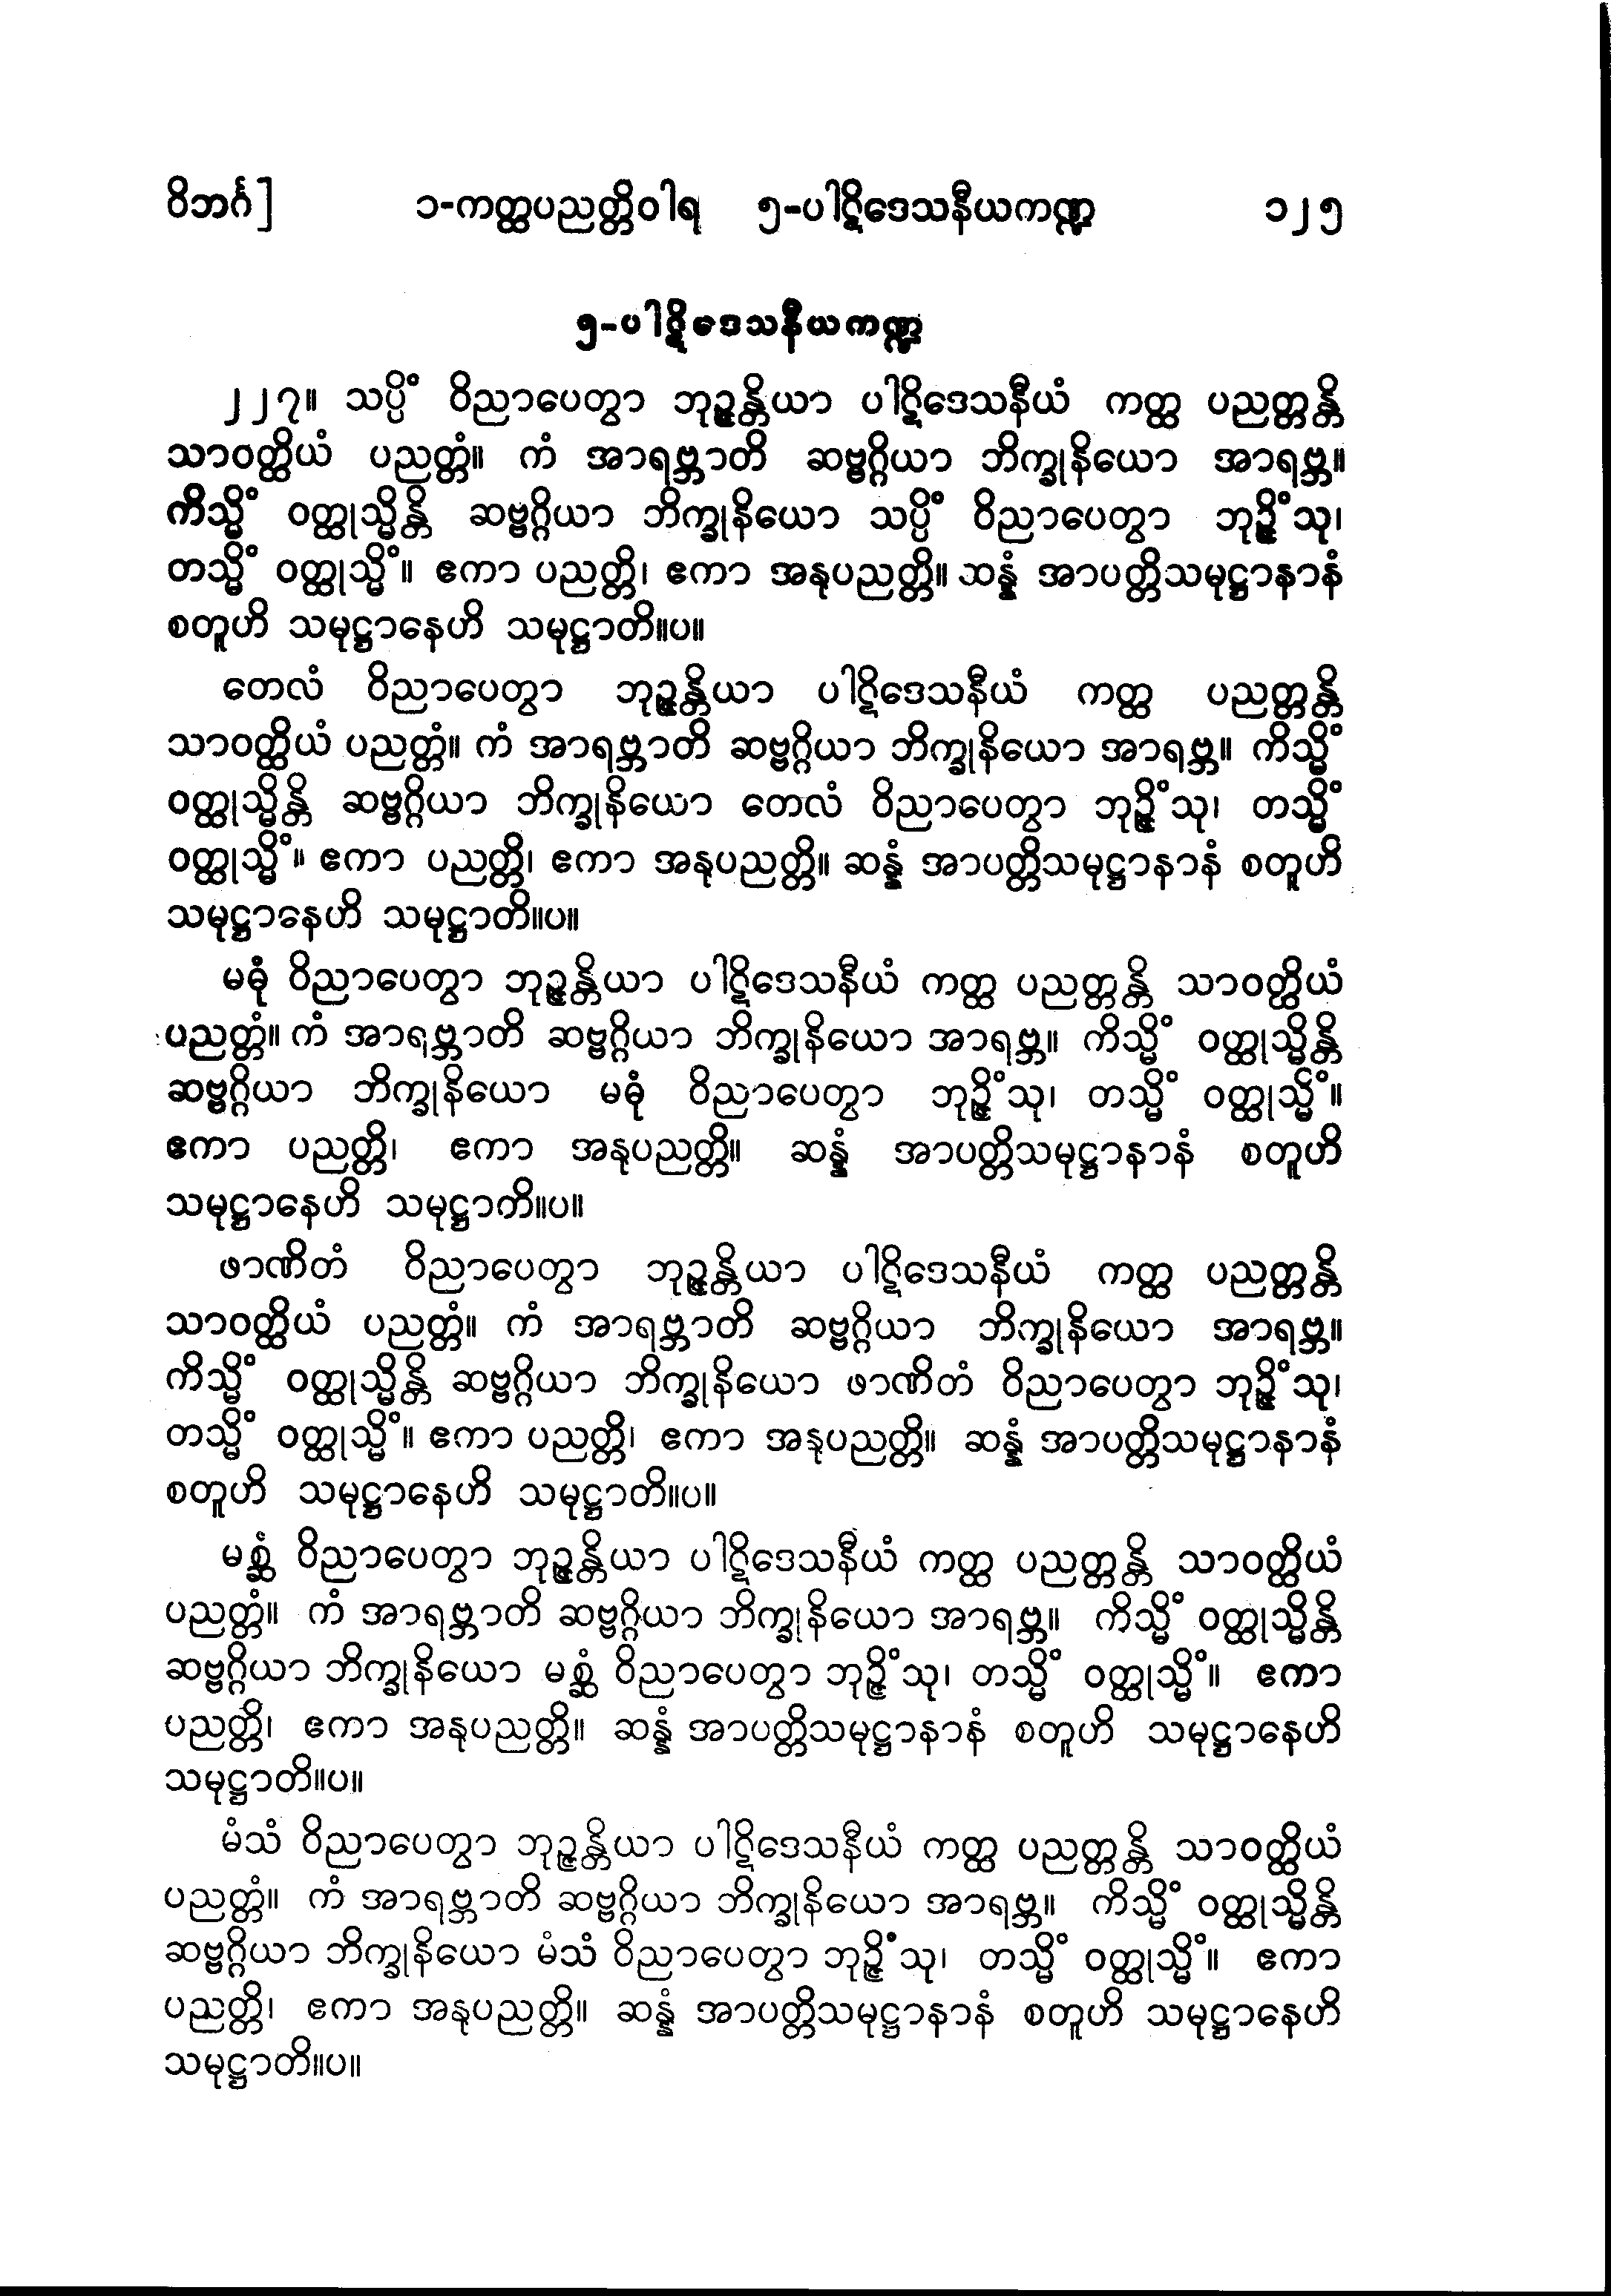 ဝိဘင်္ဂ] ၁-ကတ္ထပညတ္တိဝါရ ၅-ပါဋိဒေသနီယကဏ္ဍ ၁၂၅
၅-ပါဋိဒေသနီယကဏ္ဍ
၂၂၇။ သပ္ပိံ ဝိညာပေတွာ ဘုဉ္ဇန္တိယာ ပါဋိဒေသနီယံ ကတ္ထ ပညတ္တန္တိ
သာဝတ္ထိယံ ပညတ္တံ။ ကံ အာရဗ္ဘာတိ ဆဗ္ဗဂ္ဂိယာ ဘိက္ခုနိယော အာရဗ္ဘ။
ကိသ္မိံ ဝတ္ထုသ္မိန္တိ ဆဗ္ဗဂ္ဂိယာ ဘိက္ခုနိယော သပ္ပိံ ဝိညာပေတွာ ဘုဉ္ဇိံသု၊
တသ္မိံ ဝတ္ထုသ္မိံ။ ဧကာ ပညတ္တိ၊ ဧကာ အနုပညတ္တိ။ ဆန္နံ အာပတ္တိသမုဋ္ဌာနာနံ
စတူဟိ သမုဋ္ဌာနေဟိ သမုဋ္ဌာတိ။ပ။
တေလံ ဝိညာပေတွာ ဘုဉ္ဇန္တိယာ ပါဋိဒေသနီယံ ကတ္ထ ပညတ္တန္တိ
သာဝတ္ထိယံ ပညတ္တံ။ ကံ အာရဗ္ဘာတိ ဆဗ္ဗဂ္ဂိယာ ဘိက္ခုနိယော အာရဗ္ဘ။ ကိသ္မိံ
ဝတ္ထုသ္မိန္တိ ဆဗ္ဗဂ္ဂိယာ ဘိက္ခုနိယော တေလံ ဝိညာပေတွာ ဘုဉ္ဇိံသု၊ တသ္မိံ
ဝတ္ထုသ္မိံ။ ဧကာ ပညတ္တိ၊ ဧကာ အနုပညတ္တိ။ ဆန္နံ အာပတ္တိသမုဋ္ဌာနာနံ စတူဟိ
သမုဋ္ဌာနေဟိ သမုဋ္ဌာတိ။ပ။
မဓုံ ဝိညာပေတွာ ဘုဉ္ဇန္တိယာ ပါဋိဒေသနီယံ ကတ္ထ ပညတ္တန္တိ သာဝတ္ထိယံ
ပညတ္တံ။ ကံ အာရဗ္ဘာတိ ဆဗ္ဗဂ္ဂိယာ ဘိက္ခုနိယော အာရဗ္ဘ။ ကိသ္မိံ ဝတ္ထုသ္မိန္တိ
ဆဗ္ဗဂ္ဂိယာ ဘိက္ခုနိယော မဓုံ ဝိညာပေတွာ ဘုဉ္ဇိံသု၊ တသ္မိံ ဝတ္ထုသ္မိံ။
ဧကာ ပညတ္တိ၊ ဧကာ အနုပညတ္တိ။ ဆန္နံ အာပတ္တိသမုဋ္ဌာနာနံ စတူဟိ
သမုဋ္ဌာနေဟိ သမုဋ္ဌာကိ။ပ။
ဖာဏိတံ ဝိညာပေတွာ ဘုဉ္ဇန္တိယာ ပါဋိဒေသနီယံ ကတ္ထ ပညတ္တန္တိ
သာဝတ္ထိယံ ပညတ္တံ။ ကံ အာရဗ္ဘာတိ ဆဗ္ဗဂ္ဂိယာ ဘိက္ခုနိယော အာရဗ္ဘ။
ကိသ္မိံ ဝတ္ထုသ္မိန္တိ ဆဗ္ဗဂ္ဂိယာ ဘိက္ခုနိယော ဖာဏိတံ ဝိညာပေတွာ ဘုဉ္ဇိံသု၊
တသ္မိံ ဝတ္ထုသ္မိံ။ ဧကာ ပညတ္တိ၊ ဧကာ အနုပညတ္တိ။ ဆန္နံ အာပတ္တိသမုဋ္ဌာနာနံ
စတူဟိ သမုဋ္ဌာနေဟိ သမုဋ္ဌာတိ။ပ။
မစ္ဆံ ဝိညာပေတွာ ဘုဉ္ဇန္တိယာ ပါဋိဒေသနီယံ ကတ္ထ ပညတ္တန္တိ သာဝတ္ထိယံ
ပညတ္တံ။ ကံ အာရဗ္ဘာတိ ဆဗ္ဗဂ္ဂိယာ ဘိက္ခုနိယော အာရဗ္ဘ။ ကိသ္မိံ ဝတ္ထုသ္မိန္တိ
ဆဗ္ဗဂ္ဂိယာ ဘိက္ခုနိယော မစ္ဆံ ဝိညာပေတွာ ဘုဉ္ဇိံသု၊ တသ္မိံ ဝတ္ထုသ္မိံ။ ဧကာ
ပညတ္တိ၊ ဧကာ အနုပညတ္တိ။ ဆန္နံ အာပတ္တိသမုဋ္ဌာနာနံ စတူဟိ သမုဋ္ဌာနေဟိ
သမုဋ္ဌာတိ။ပ။
မံသံ ဝိညာပေတွာ ဘုဉ္ဇန္တိယာ ပါဋိဒေသနီယံ ကတ္ထ ပညတ္တန္တိ သာဝတ္ထိယံ
ပညတ္တံ။ ကံ အာရဗ္ဘာတိ ဆဗ္ဗဂ္ဂိယာ ဘိက္ခုနိယော အာရဗ္ဘ။ ကိသ္မိံ ဝတ္ထုသ္မိန္တိ
ဆဗ္ဗဂ္ဂိယာ ဘိက္ခုနိယော မံသံ ဝိညာပေတွာ ဘုဉ္ဇိံသု၊ တသ္မိံ ဝတ္ထုသ္မိံ။ ဧကာ
ပညတ္တိ၊ ဧကာ အနုပညတ္တိ။ ဆန္နံ အာပတ္တိသမုဋ္ဌာနာနံ စတူဟိ သမုဋ္ဌာနေဟိ
သမုဋ္ဌာတိ။ပ။